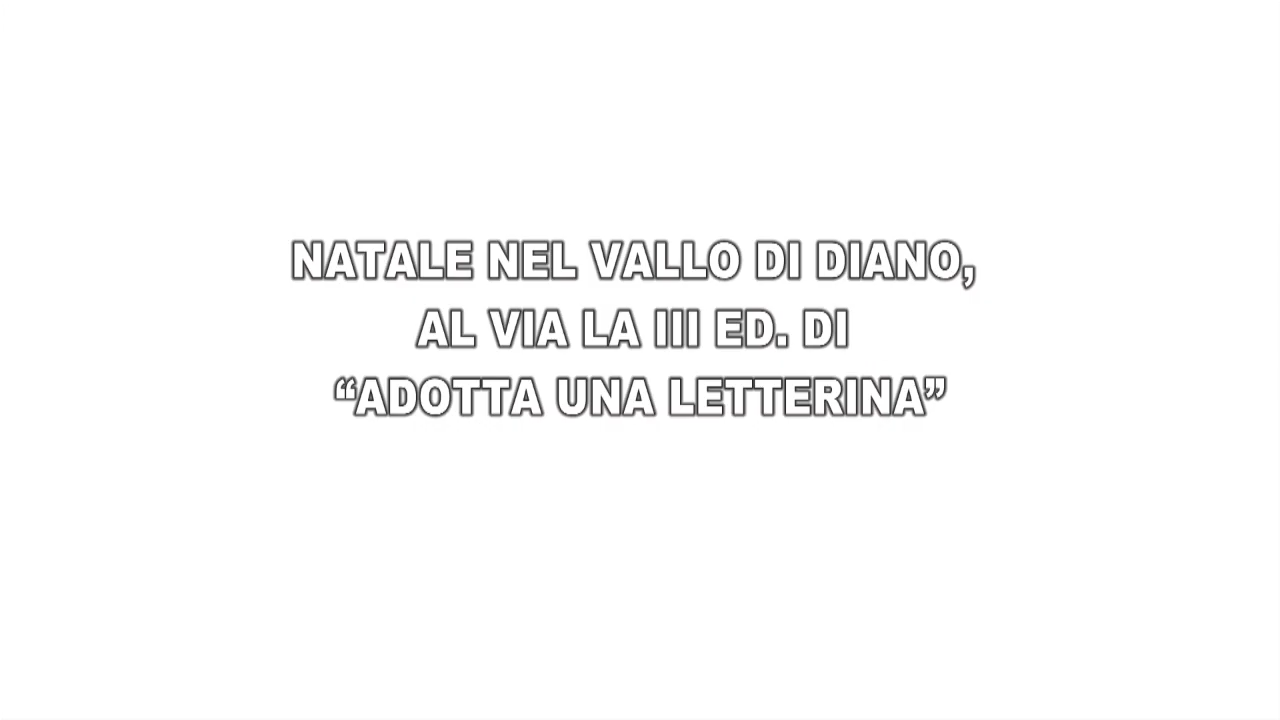 NATALE NEL VALLO DI DIANO,
AL VIA LA III ED. DI
“ADOTTA UNA LETTERINA”